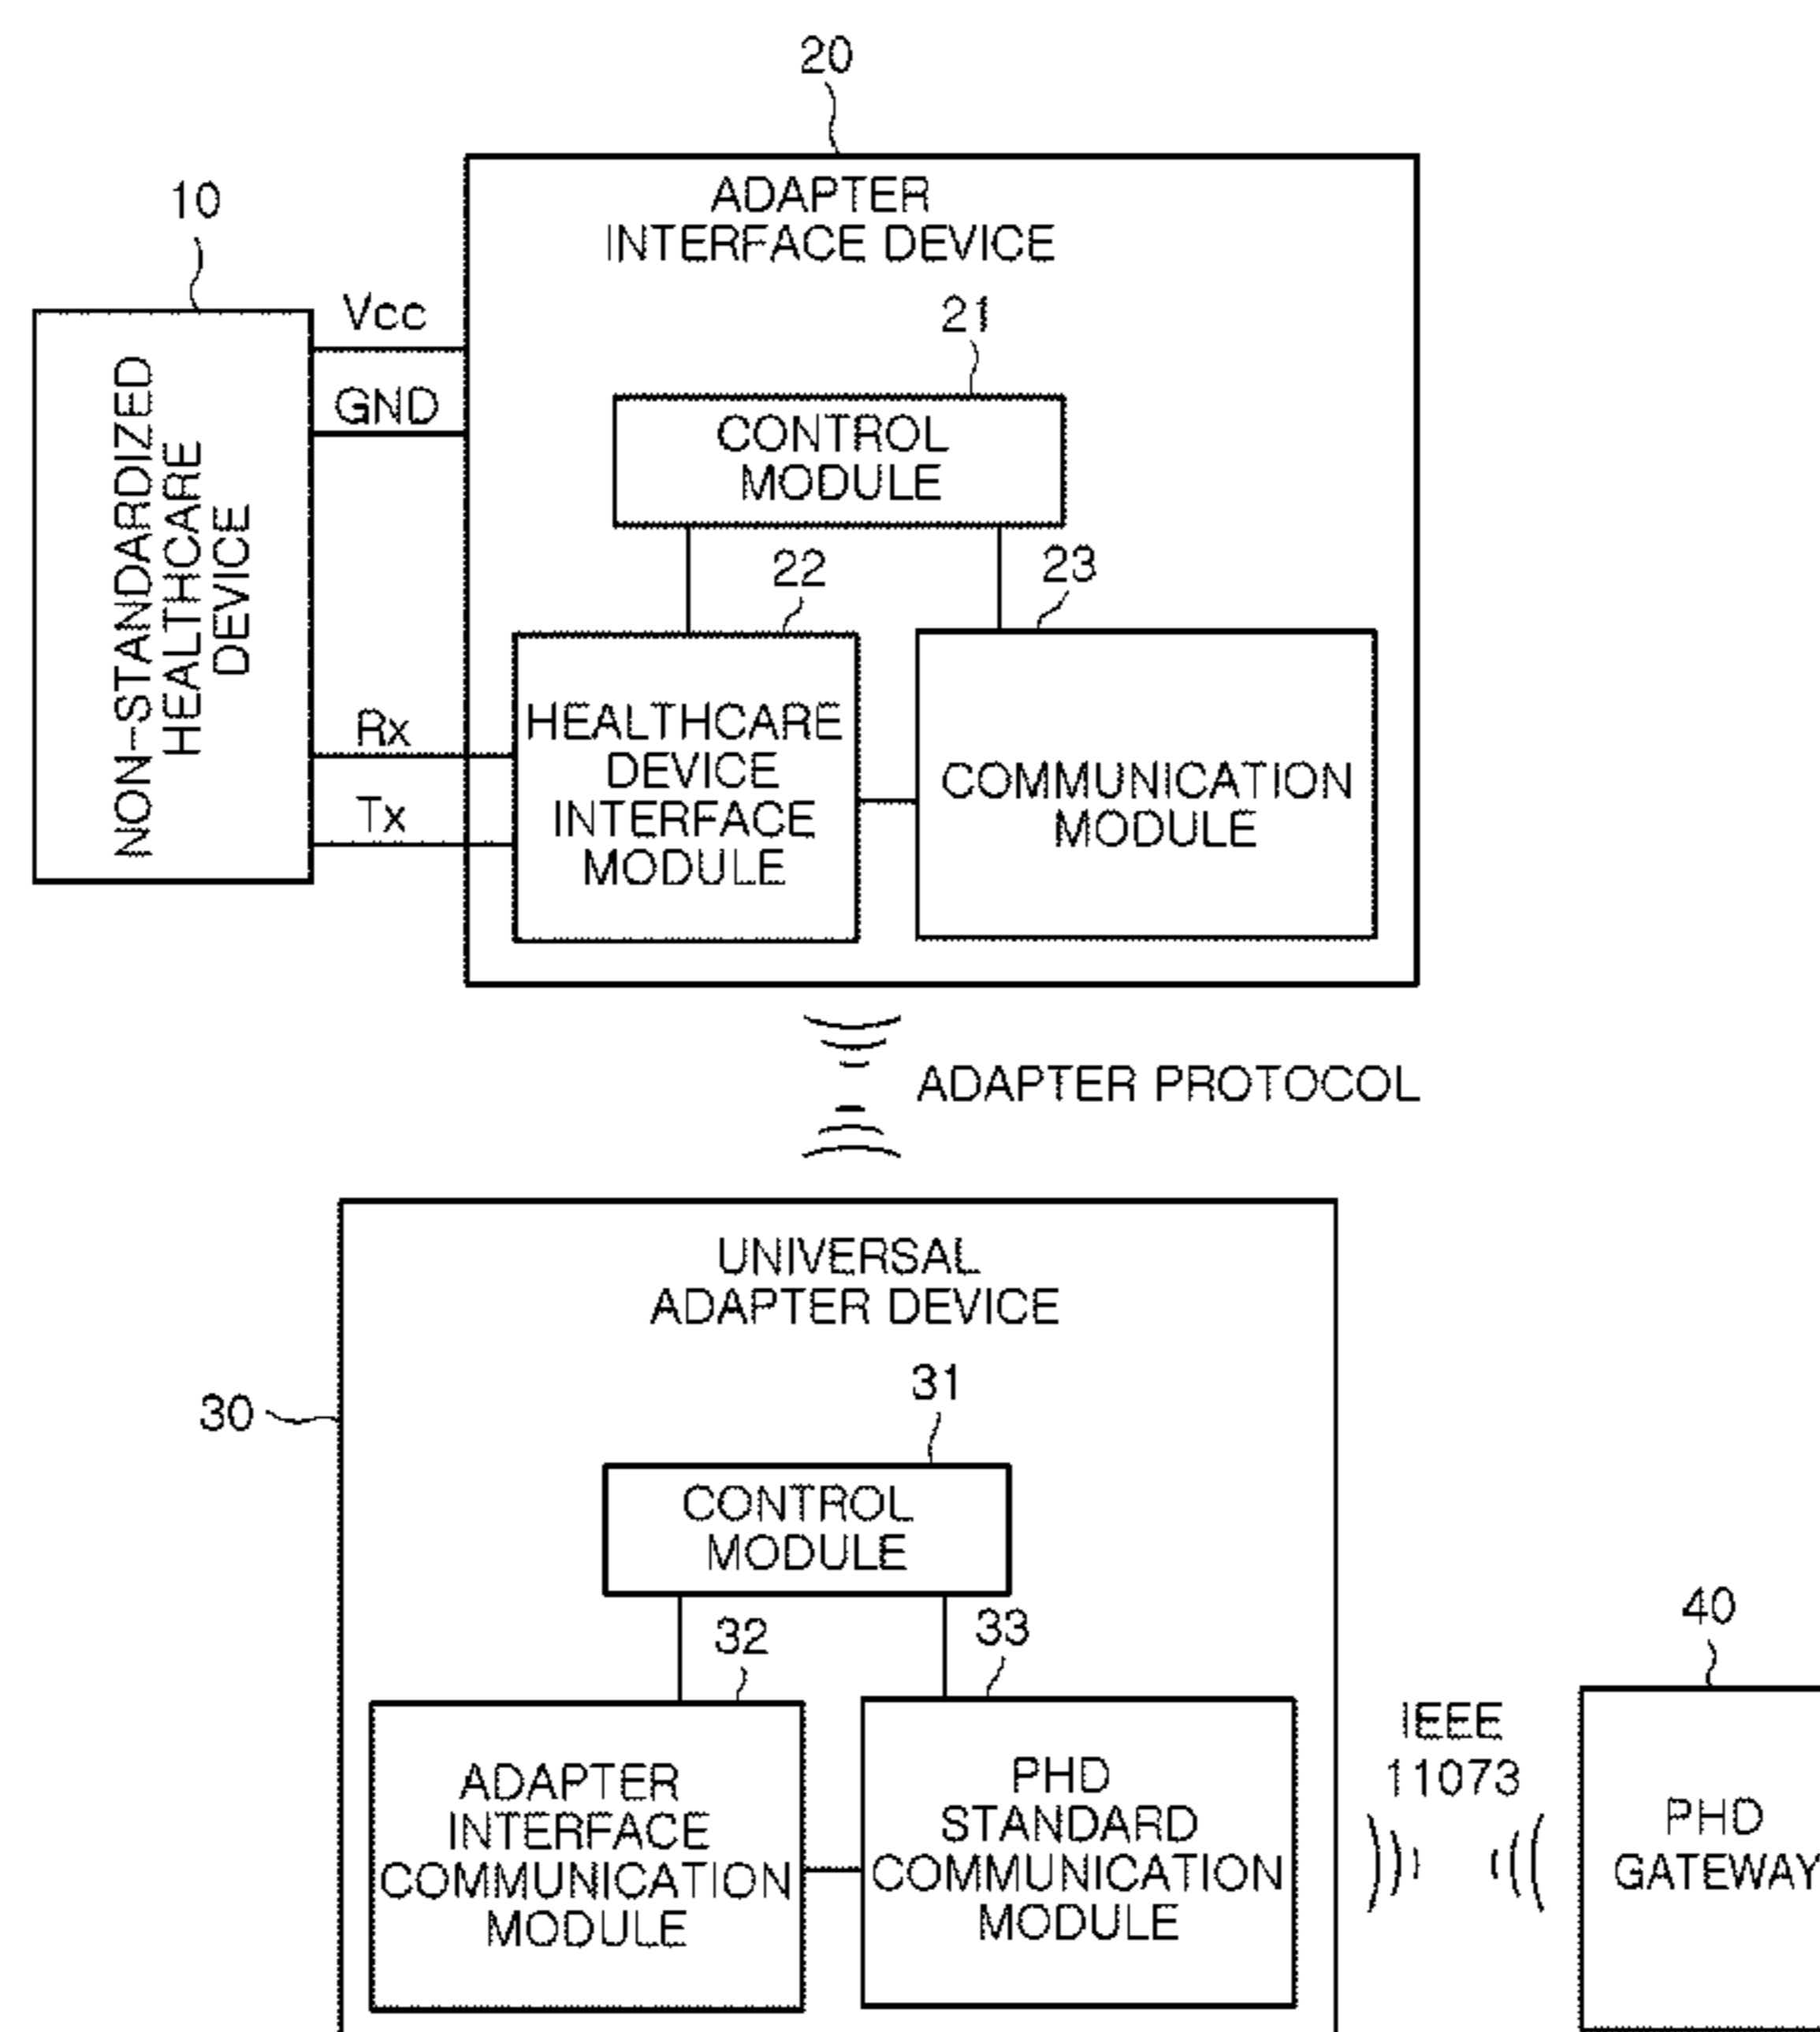 20
ADAPTER
INTERFACE DEVICE
10
Vcc
GND
NON-STANDARDIZED
HEALTHCARE
DEVICE
21
CONTROL
MODULE
22
23
Rx
Tx
HEALTHCARE
DEVICE
INTERFACE
MODULE
COMMUNICATION
MODULE
ADAPTER PROTOCOL
UNIVERSAL
ADAPTER DEVICE
30
31
CONTROL
MODULE
32
33
ADAPTER
INTERFACE
COMMUNICATION
MODULE
PHD
STANDARD
COMMUNICATION
MODULE
IEEE
11073
40
PHD
GATEWAY